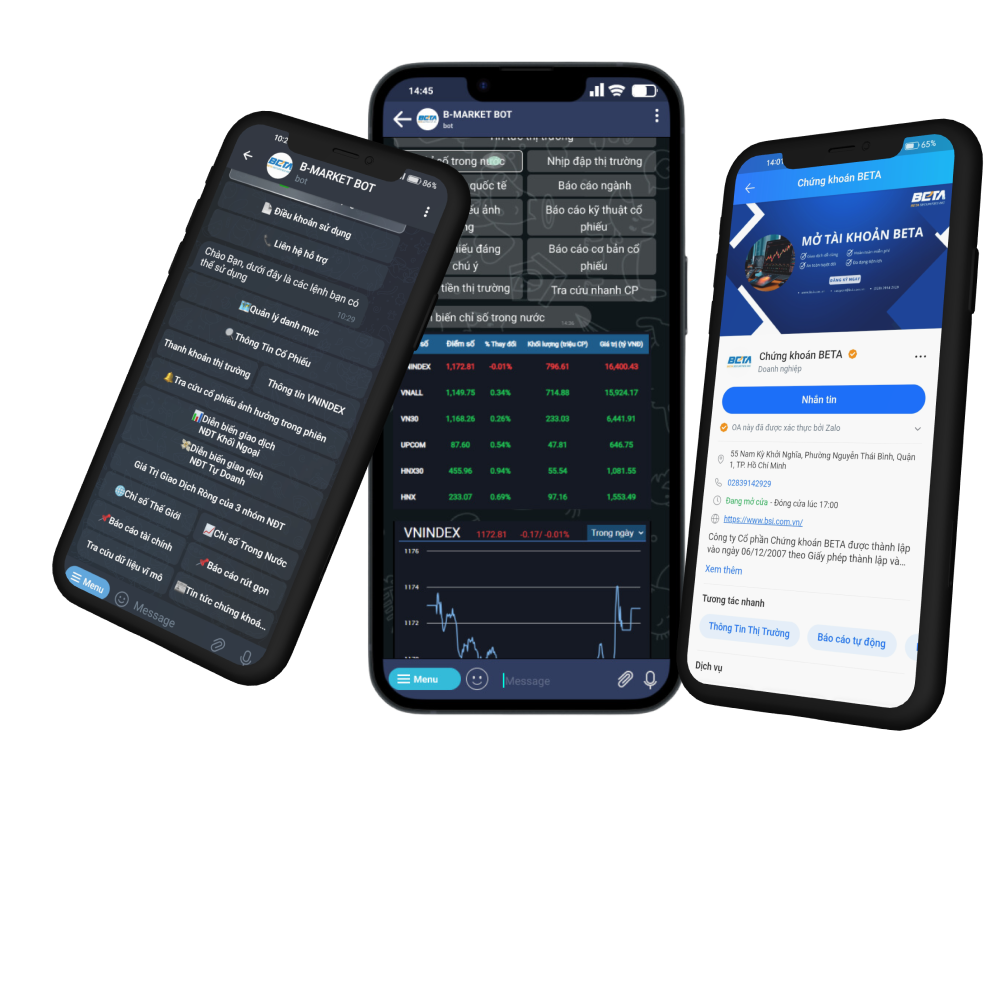 10:2
86%
BETA
B-MARKET BOT
bot
Điều khoản sử dụng
Liên hệ hỗ trợ
Chào Bạn, dưới đây là các lệnh bạn có
thể sử dụng
10:29
Quản lý danh mục
Thông Tin Cổ Phiếu
Thanh khoản thị trường
Thông tin VNINDEX
Tra cứu cổ phiếu ảnh hưởng trong phiên
Diễn biến giao dịch
NĐT Khối Ngoại
Diễn biến giao dịch
NĐT Tự Doanh
Giá Trị Giao Dịch Ròng của 3 nhóm NĐT
Chỉ số Thế Giới
Chỉ số Trong Nước
Báo cáo tài chính
Báo cáo rút gọn
Tra cứu dữ liệu vĩ mô
Tin tức chứng khoá...
Menu
Message
14:45
BETA
B-MARKET BOT
bot
Tin tức thị trường
số trong nước
Nhịp đập thị trường
quốc tế
Báo cáo ngành
ảnh
Báo cáo kỹ thuật cổ
phiếu
đáng
chú ý
Báo cáo cơ bản cổ
phiếu
tiền thị trường
Tra cứu nhanh CP
biến chỉ số trong nước
số Điểm số % Thay đổi Khối lượng (triệu CP) Giá trị (tỷ VNĐ)
VNINDEX 1,172.81 -0.01% 796.61 16,400.43
VNALL 1,149.75 0.34% 714.88 15,924.17
VN30 1,168.26 0.26% 233.03 6,441.91
UPCOM 87.60 0.54% 47.81 646.75
HNX30 455.96 0.94% 55.54 1,081.55
HNX 233.07 0.69% 97.16 1,553.49
VNINDEX 1172.81 -0.17/ -0.01% Trong ngày
1176
1174
1172
Menu
Message
14:0
65%
Chứng khoán BETA
BETA
MỞ TÀI KHOẢN BETA
ĐĂNG KÝ NGAY
BETA
Chứng khoán BETA
Doanh nghiệp
Nhắn tin
OA này đã được xác thực bởi Zalo
55 Nam Kỳ Khởi Nghĩa, Phường Nguyễn Thái Bình, Quận
1, TP. Hồ Chí Minh
02839142929
Đang mở cửa - Đóng cửa lúc 17:00
https://www.bsi.com.vn/
Công ty Cổ phần Chứng khoán BETA được thành lập
vào ngày 06/12/2007 theo Giấy phép thành lập và...
Xem thêm
Tương tác nhanh
Thông Tin Thị Trường
Báo cáo tự động
Dịch vụ